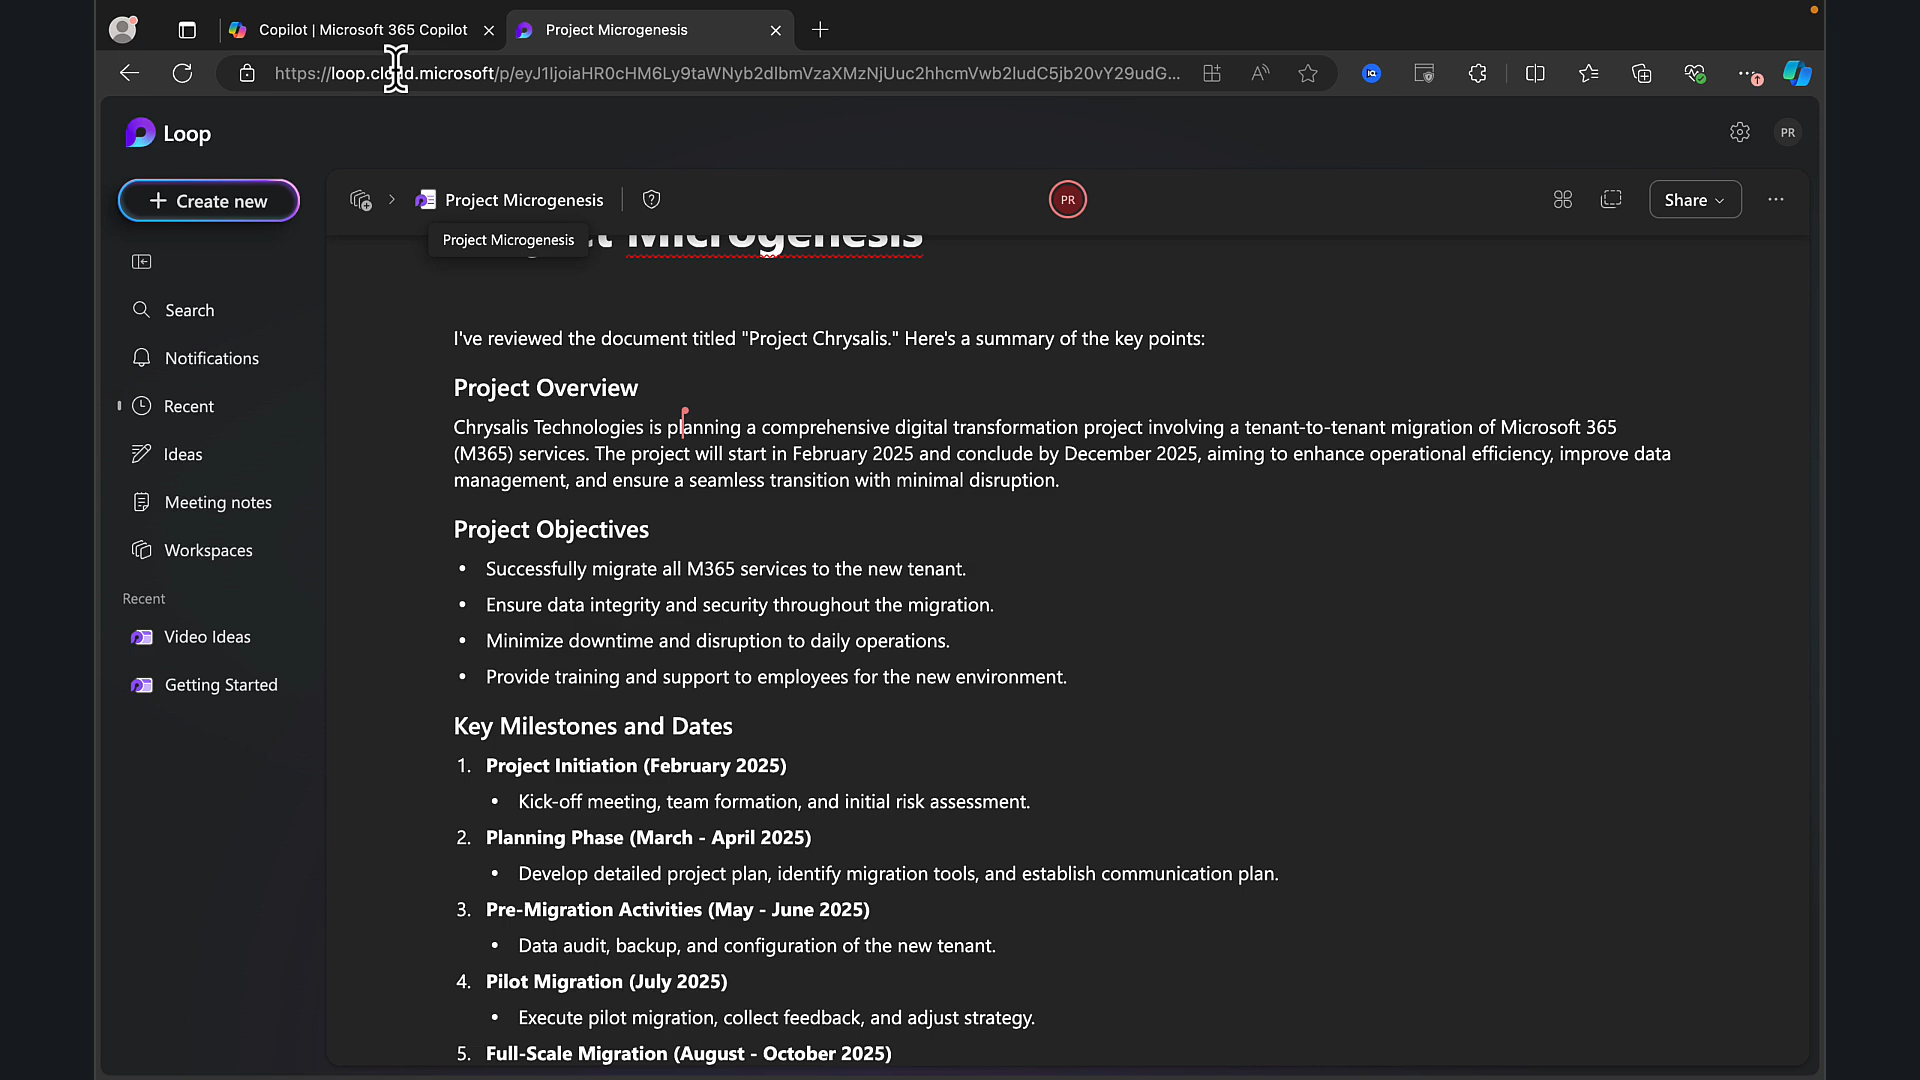 Copilot | Microsoft 365 Copilot
Project Microgenesis
https://loop.cloud.microsoft/p/eyJ1IjoiaHR0cHM6Ly9taWNyb2dlbmVzaXMzNjUuc2hhcmVwb2ludC5jb20vY29udG...
Loop
PR
+ Create new
Project Microgenesis
PR
Share
Project Microgenesis
Microgenesis
Search
Notifications
Recent
Ideas
Meeting notes
Workspaces
Recent
Video Ideas
Getting Started
I've reviewed the document titled "Project Chrysalis." Here's a summary of the key points:
Project Overview
Chrysalis Technologies is planning a comprehensive digital transformation project involving a tenant-to-tenant migration of Microsoft 365
(M365) services. The project will start in February 2025 and conclude by December 2025, aiming to enhance operational efficiency, improve data
management, and ensure a seamless transition with minimal disruption.
Project Objectives
• Successfully migrate all M365 services to the new tenant.
• Ensure data integrity and security throughout the migration.
• Minimize downtime and disruption to daily operations.
• Provide training and support to employees for the new environment.
Key Milestones and Dates
1. Project Initiation (February 2025)
• Kick-off meeting, team formation, and initial risk assessment.
2. Planning Phase (March - April 2025)
• Develop detailed project plan, identify migration tools, and establish communication plan.
3. Pre-Migration Activities (May - June 2025)
• Data audit, backup, and configuration of the new tenant.
4. Pilot Migration (July 2025)
• Execute pilot migration, collect feedback, and adjust strategy.
5. Full-Scale Migration (August - October 2025)